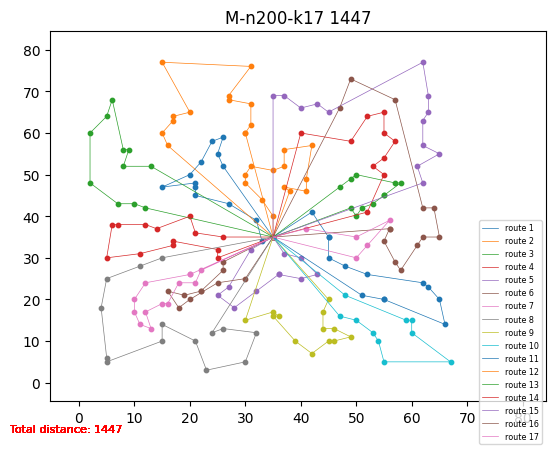 M-n200-k17 1447
80
70
60
50
40
30
20
10
0
0
10
20
30
40
50
60
70
80
route 1
route 2
route 3
route 4
route 5
route 6
route 7
route 8
route 9
route 10
route 11
route 12
route 13
route 14
route 15
route 16
route 17
Total distance: 1447